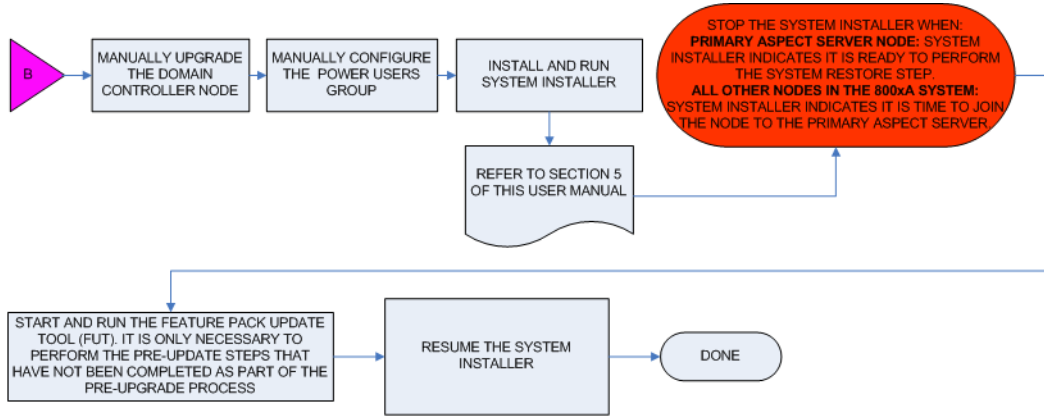 B
MANUALLY UPGRADE
THE DOMAIN
CONTROLLER NODE
MANUALLY CONFIGURE
THE POWER USERS
GROUP
INSTALL AND RUN
SYSTEM INSTALLER
STOP THE SYSTEM INSTALLER WHEN:
PRIMARY ASPECT SERVER NODE: SYSTEM
INSTALLER INDICATES IT IS READY TO PERFORM
THE SYSTEM RESTORE STEP.
ALL OTHER NODES IN THE 800xA SYSTEM:
SYSTEM INSTALLER INDICATES IT IS TIME TO JOIN
THE NODE TO THE PRIMARY ASPECT SERVER.
REFER TO SECTION 5
OF THIS USER MANUAL
START AND RUN THE FEATURE PACK UPDATE
TOOL (FUT). IT IS ONLY NECESSARY TO
PERFORM THE PRE-UPDATE STEPS THAT
HAVE NOT BEEN COMPLETED AS PART OF THE
PRE-UPGRADE PROCESS
RESUME THE SYSTEM
INSTALLER
DONE